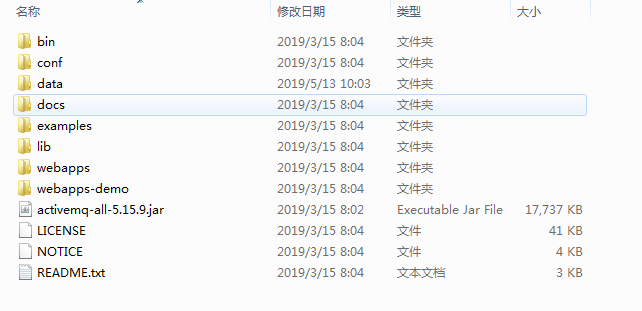 名称 修改日期 类型 大小
bin 2019/3/15 8:04 文件夹
conf 2019/3/15 8:04 文件夹
data 2019/5/13 10:03 文件夹
docs 2019/3/15 8:04 文件夹
examples 2019/3/15 8:04 文件夹
lib 2019/3/15 8:04 文件夹
webapps 2019/3/15 8:04 文件夹
webapps-demo 2019/3/15 8:04 文件夹
activemq-all-5.15.9.jar 2019/3/15 8:02 Executable Jar File 17,737 KB
LICENSE 2019/3/15 8:04 文件 41 KB
NOTICE 2019/3/15 8:04 文件 4 KB
README.txt 2019/3/15 8:04 文本文档 3 KB